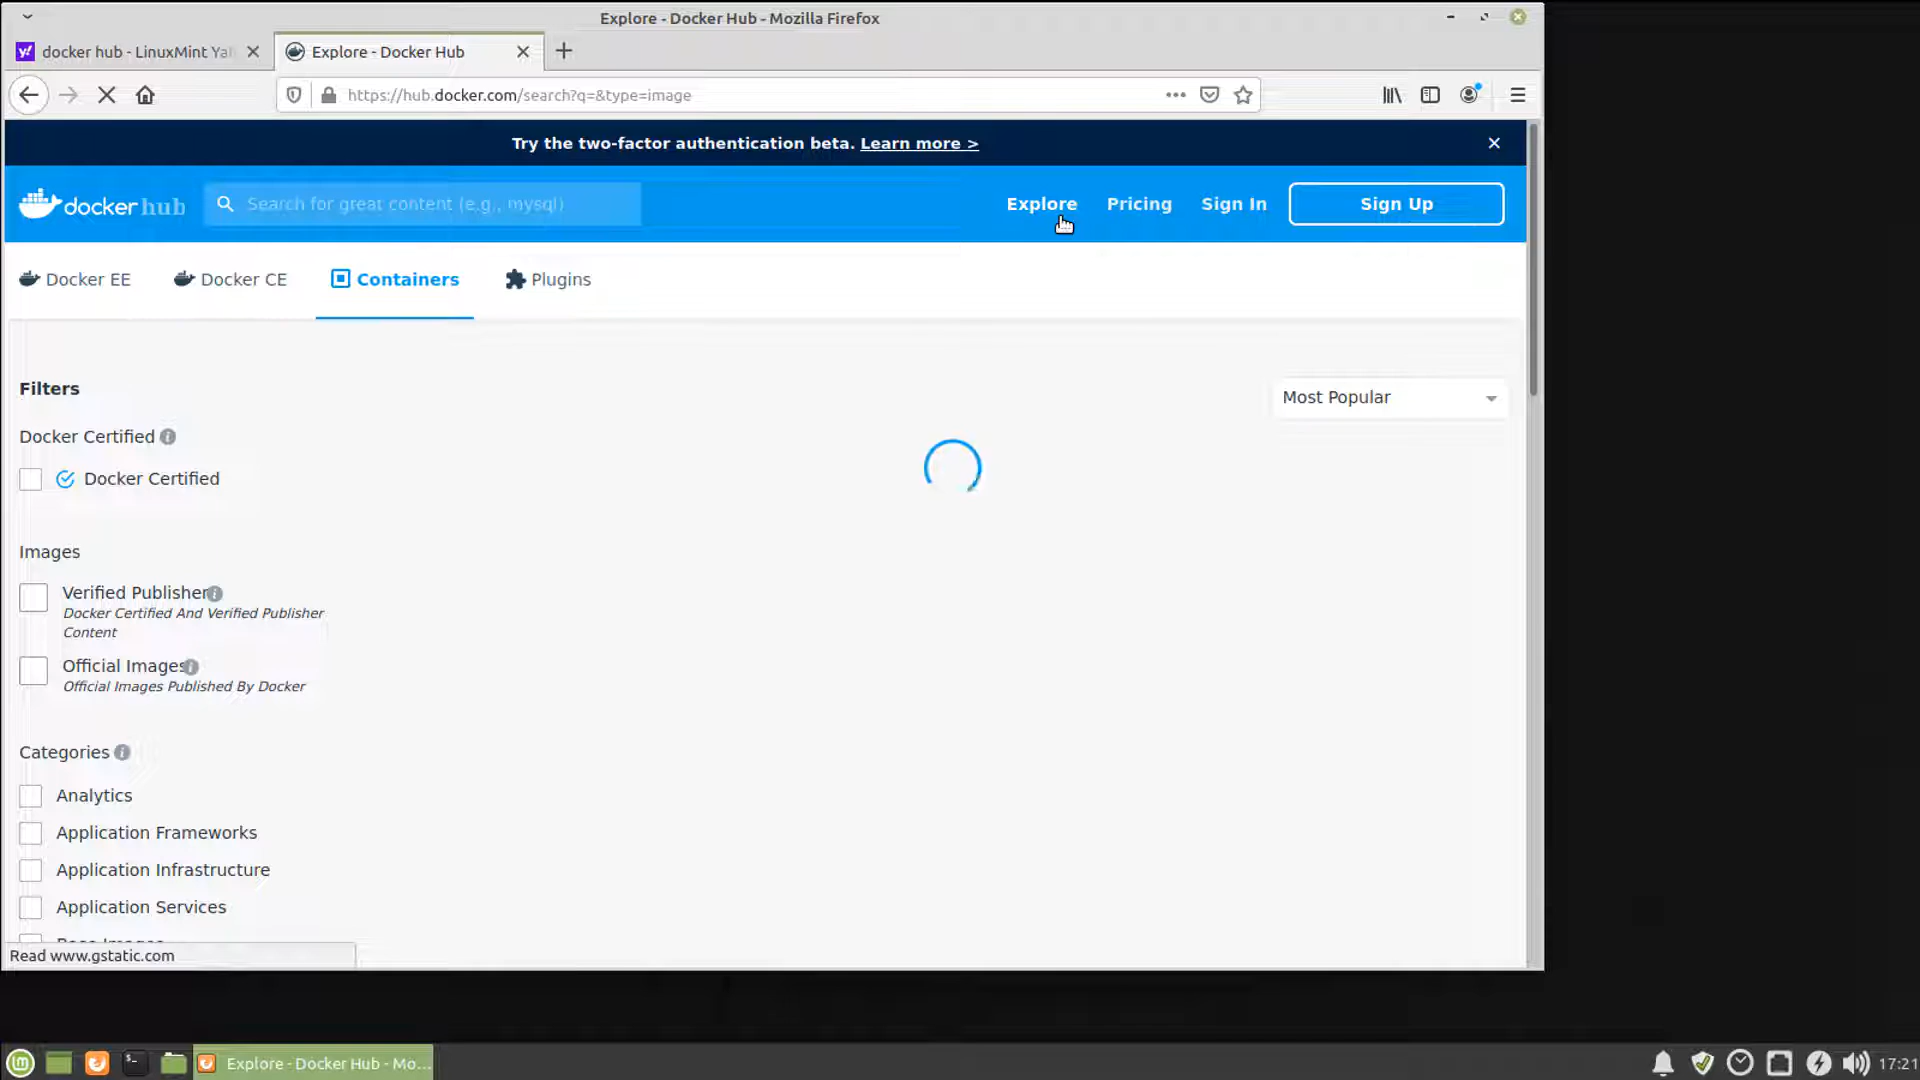 Explore - Docker Hub - Mozilla Firefox
docker hub - LinuxMint Ya
Explore - Docker Hub
https://hub.docker.com/search?q=&type=image
Try the two-factor authentication beta. Learn more >
docker hub
Search for great content (e.g., mysql)
Explore
Pricing
Sign In
Sign Up
Docker EE
Docker CE
Containers
Plugins
Filters
Most Popular
Docker Certified
Docker Certified
Images
Verified Publisher
Docker Certified And Verified Publisher
Content
Official Images
Official Images Published By Docker
Categories
Analytics
Application Frameworks
Application Infrastructure
Application Services
Base Images
Read www.gstatic.com
Explore - Docker Hub - Mo...
17:21